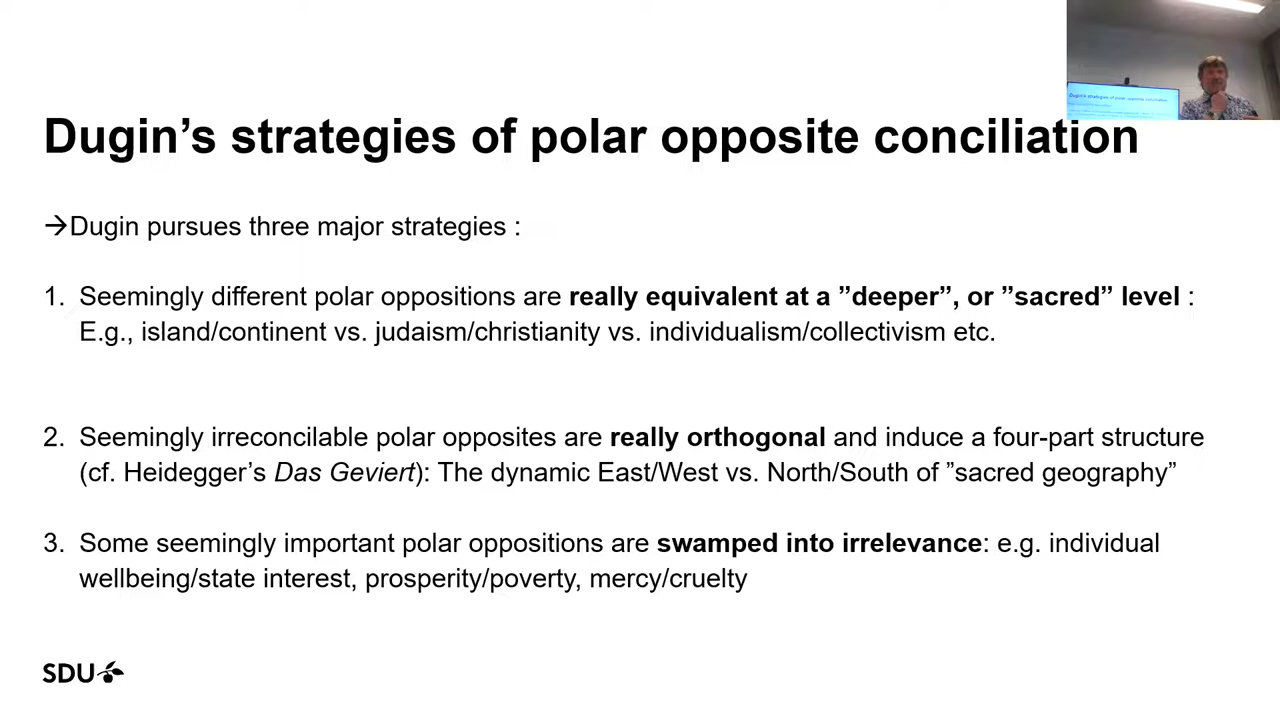 Dugin's strategies of polar opposite conciliation
→Dugin pursues three major strategies :
1. Seemingly different polar oppositions are really equivalent at a ”deeper”, or ”sacred” level :
E.g., island/continent vs. judaism/christianity vs. individualism/collectivism etc.
2. Seemingly irreconcilable polar opposites are really orthogonal and induce a four-part structure
(cf. Heidegger’s Das Geviert): The dynamic East/West vs. North/South of ”sacred geography”
3. Some seemingly important polar oppositions are swamped into irrelevance: e.g. individual
wellbeing/state interest, prosperity/poverty, mercy/cruelty
SDU